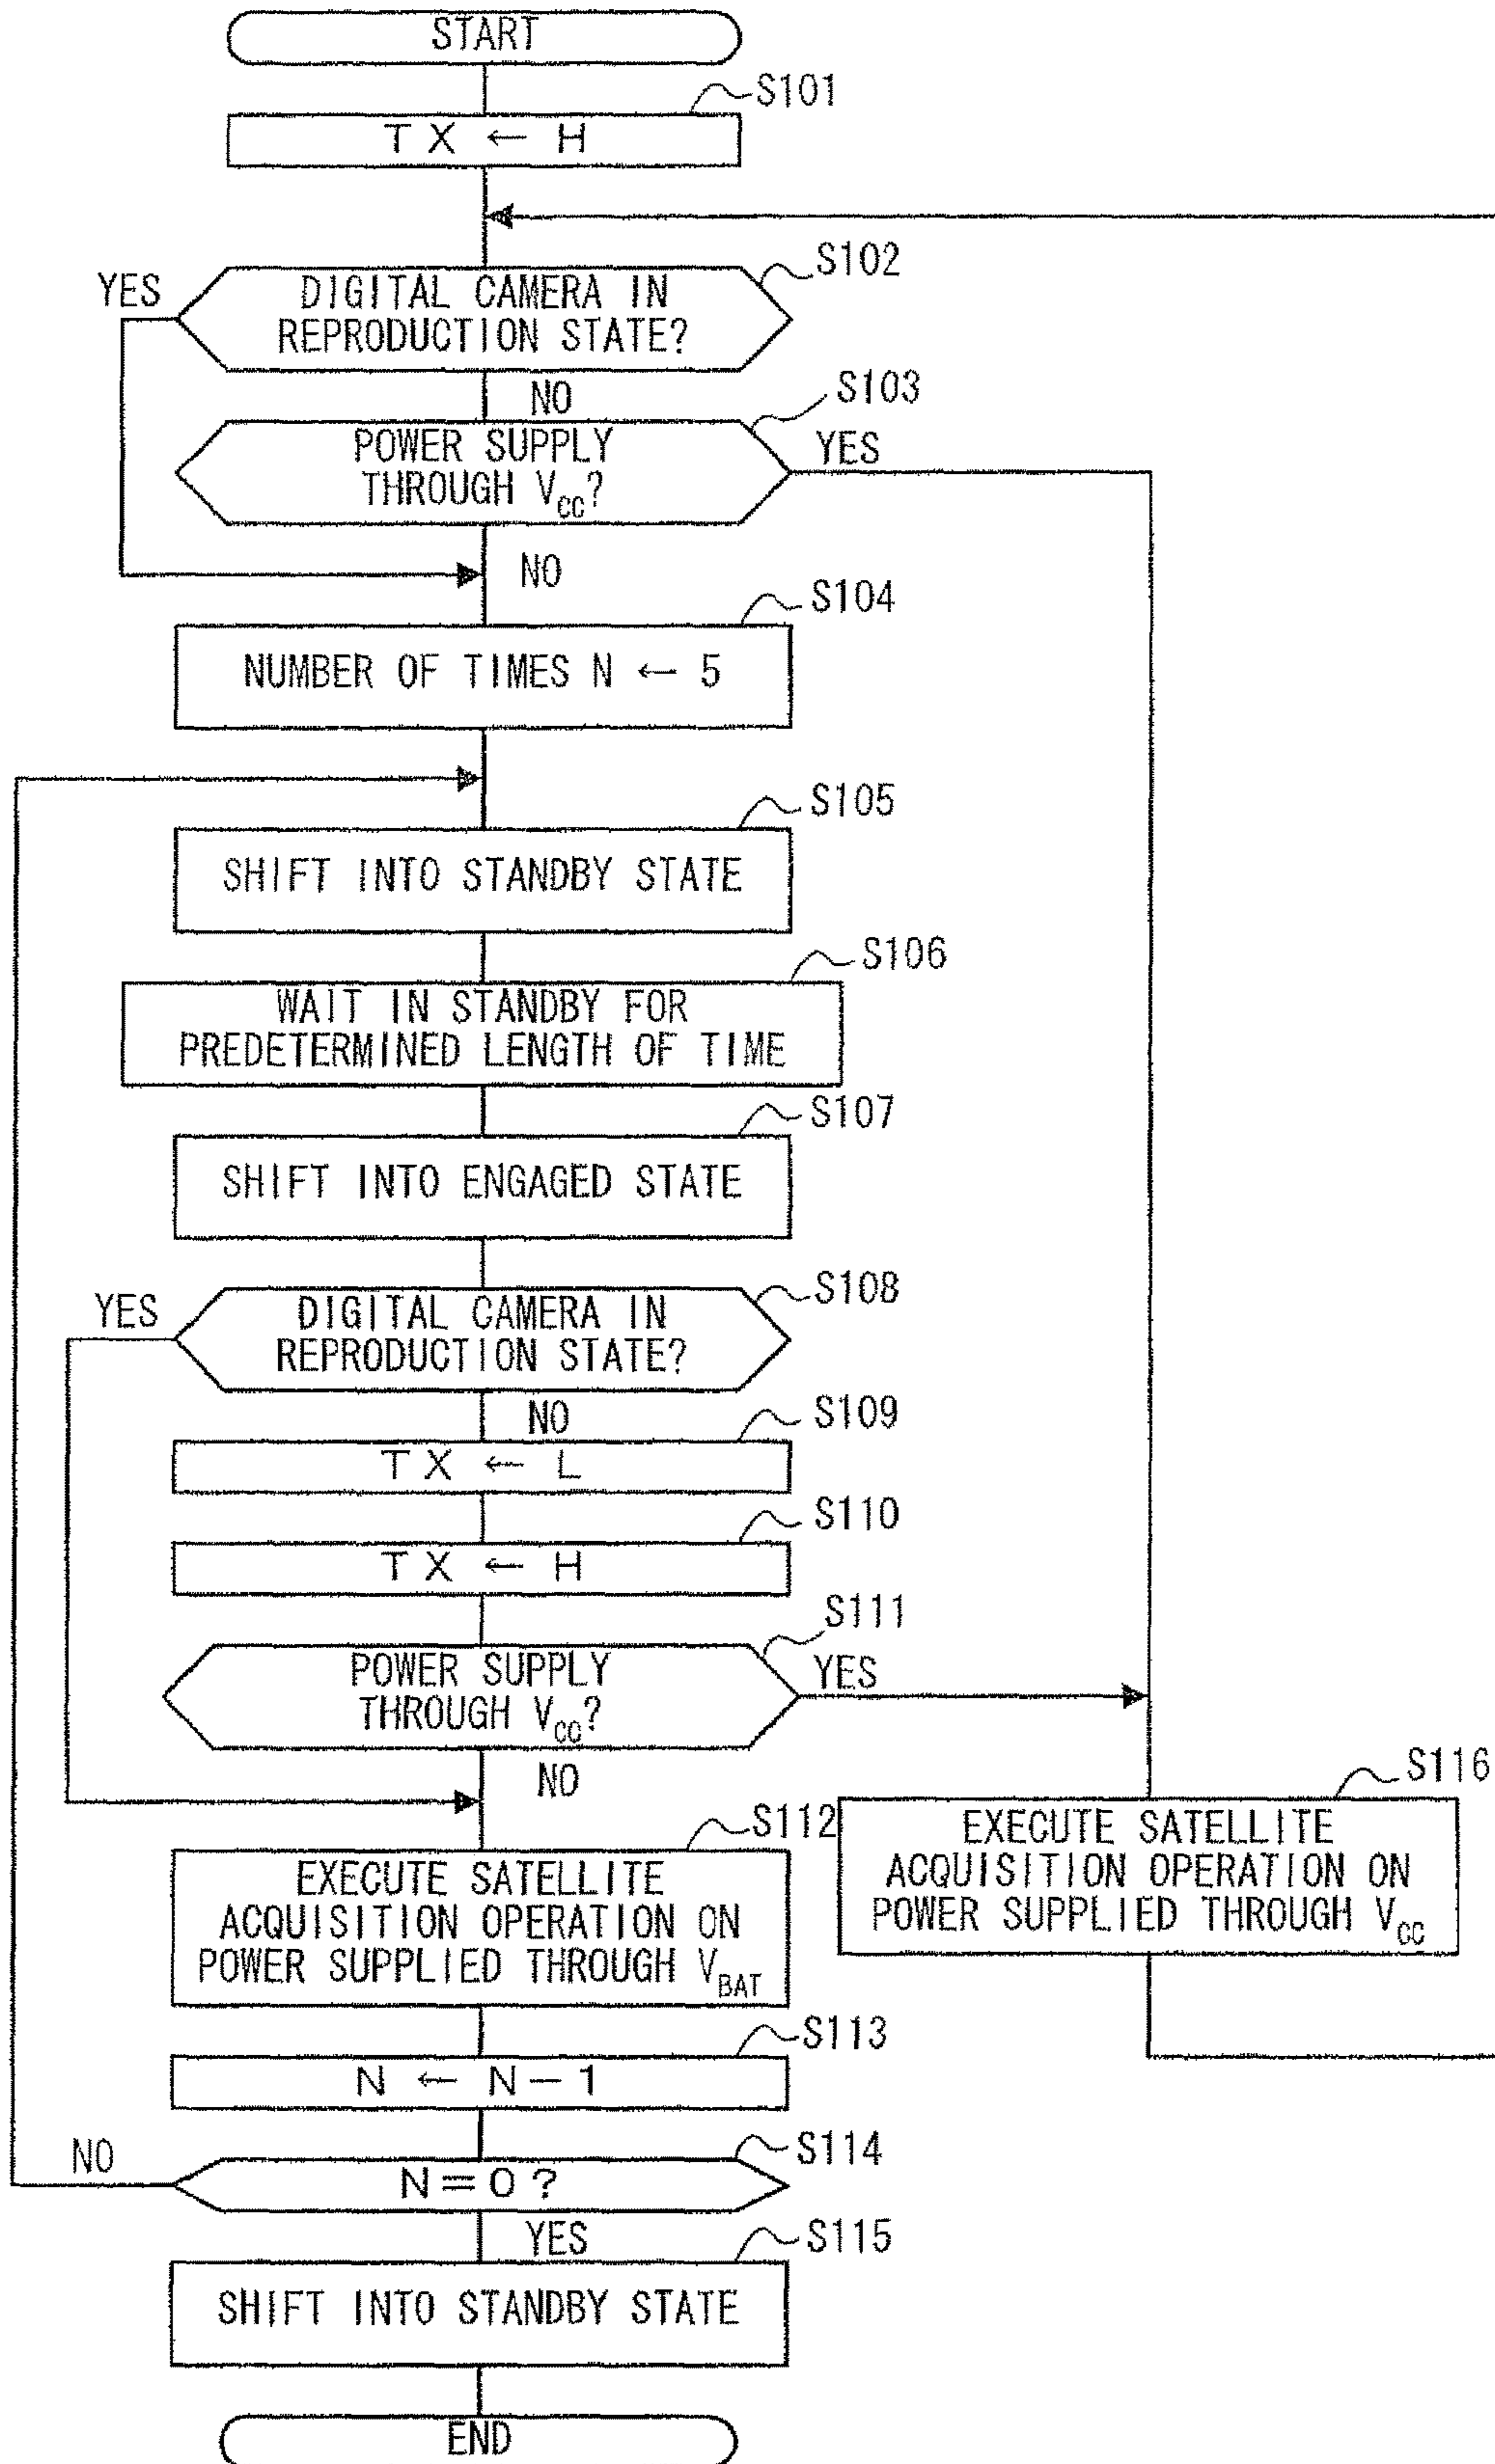 START
S101
TX ← H
S102
YES
DIGITAL CAMERA IN
REPRODUCTION STATE?
NO
S103
POWER SUPPLY
THROUGH VCC?
YES
NO
S104
NUMBER OF TIMES N ← 5
S105
SHIFT INTO STANDBY STATE
S106
WAIT IN STANDBY FOR
PREDETERMINED LENGTH OF TIME
S107
SHIFT INTO ENGAGED STATE
S108
YES
DIGITAL CAMERA IN
REPRODUCTION STATE?
NO
S109
TX ← L
S110
TX ← H
S111
POWER SUPPLY
THROUGH VCC?
YES
NO
S112
EXECUTE SATELLITE
ACQUISITION OPERATION ON
POWER SUPPLIED THROUGH VBAT
S116
EXECUTE SATELLITE
ACQUISITION OPERATION ON
POWER SUPPLIED THROUGH VCC
S113
N ← N-1
S114
NO
N=0?
YES
S115
SHIFT INTO STANDBY STATE
END